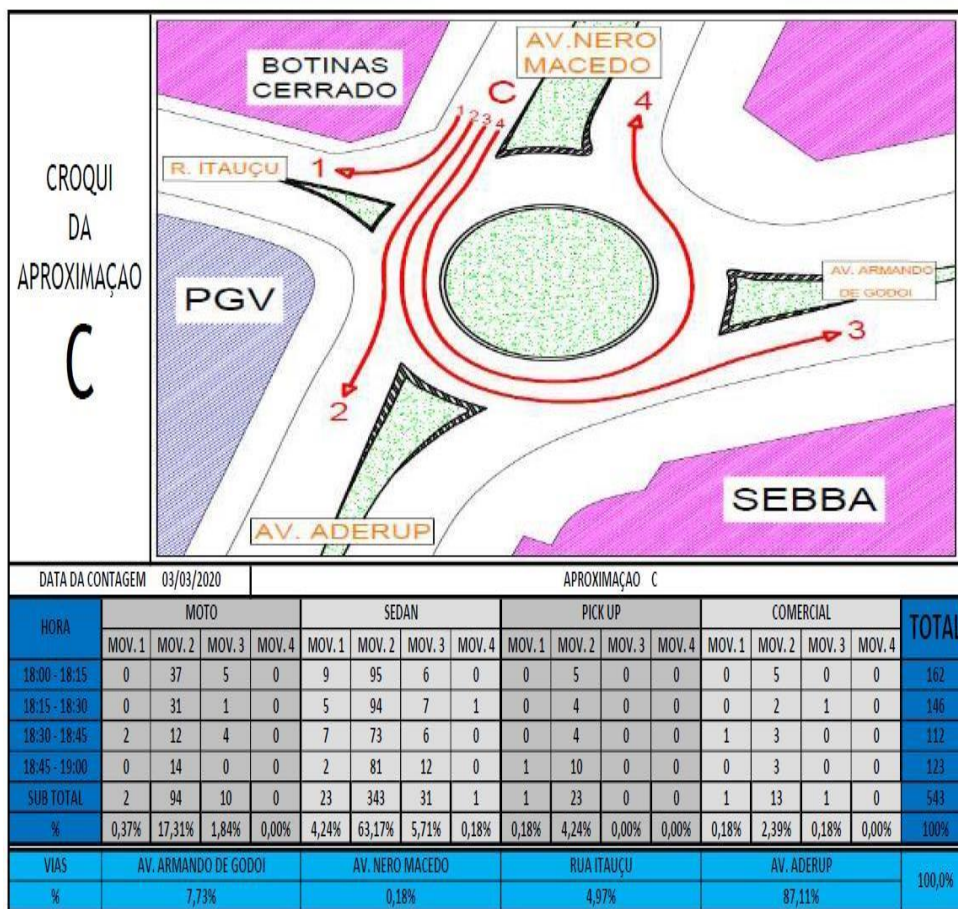 CROQUI
DA
APROXIMAÇAO
C
BOTINAS
CERRADO
AV.NERO
MACEDO
C
1 2 3 4
4
R. ITAUÇU
1
PGV
AV. ARMANDO
DE GODOI
3
2
SEBBA
AV. ADERUP
DATA DA CONTAGEM 03/03/2020 APROXIMAÇAO C
HORA MOTO SEDAN PICK UP COMERCIAL TOTAL
MOV. 1 MOV. 2 MOV. 3 MOV. 4 MOV. 1 MOV. 2 MOV. 3 MOV. 4 MOV. 1 MOV. 2 MOV. 3 MOV. 4 MOV. 1 MOV. 2 MOV. 3 MOV. 4
18:00 - 18:15 0 37 5 0 9 95 6 0 0 5 0 0 0 5 0 0 162
18:15 - 18:30 0 31 1 0 5 94 7 1 0 4 0 0 0 2 1 0 146
18:30 - 18:45 2 12 4 0 7 73 6 0 0 4 0 0 1 3 0 0 112
18:45 - 19:00 0 14 0 0 2 81 12 0 1 10 0 0 0 3 0 0 123
SUB TOTAL 2 94 10 0 23 343 31 1 1 23 0 0 1 13 1 0 543
% 0,37% 17,31% 1,84% 0,00% 4,24% 63,17% 5,71% 0,18% 0,18% 4,24% 0,00% 0,00% 0,18% 2,39% 0,18% 0,00% 100%
VIAS AV. ARMANDO DE GODOI AV. NERO MACEDO RUA ITAUÇU AV. ADERUP 100,0%
% 7,73% 0,18% 4,97% 87,11%